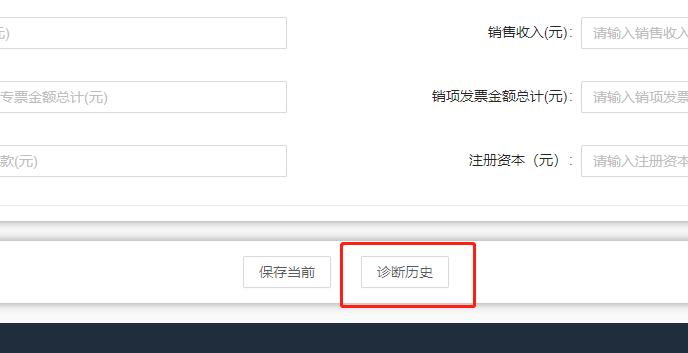 元) 销售收入(元): 请输入销售收入
专票金额总计(元) 销项发票金额总计(元): 请输入销项发票
款(元) 注册资本（元）: 请输入注册资本
保存当前 诊断历史